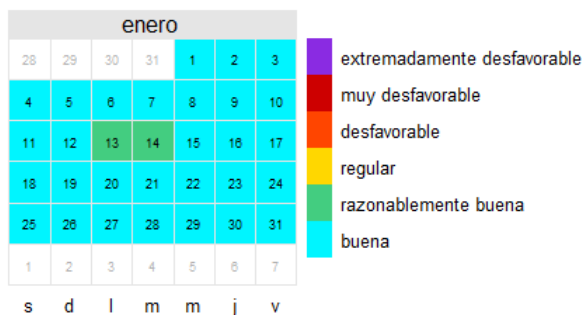 enero
28 29 30 31 1 2 3
4 5 6 7 8 9 10
11 12 13 14 15 16 17
18 19 20 21 22 23 24
25 26 27 28 29 30 31
1 2 3 4 5 6 7
s d l m m j v
extremadamente desfavorable
muy desfavorable
desfavorable
regular
razonablemente buena
buena